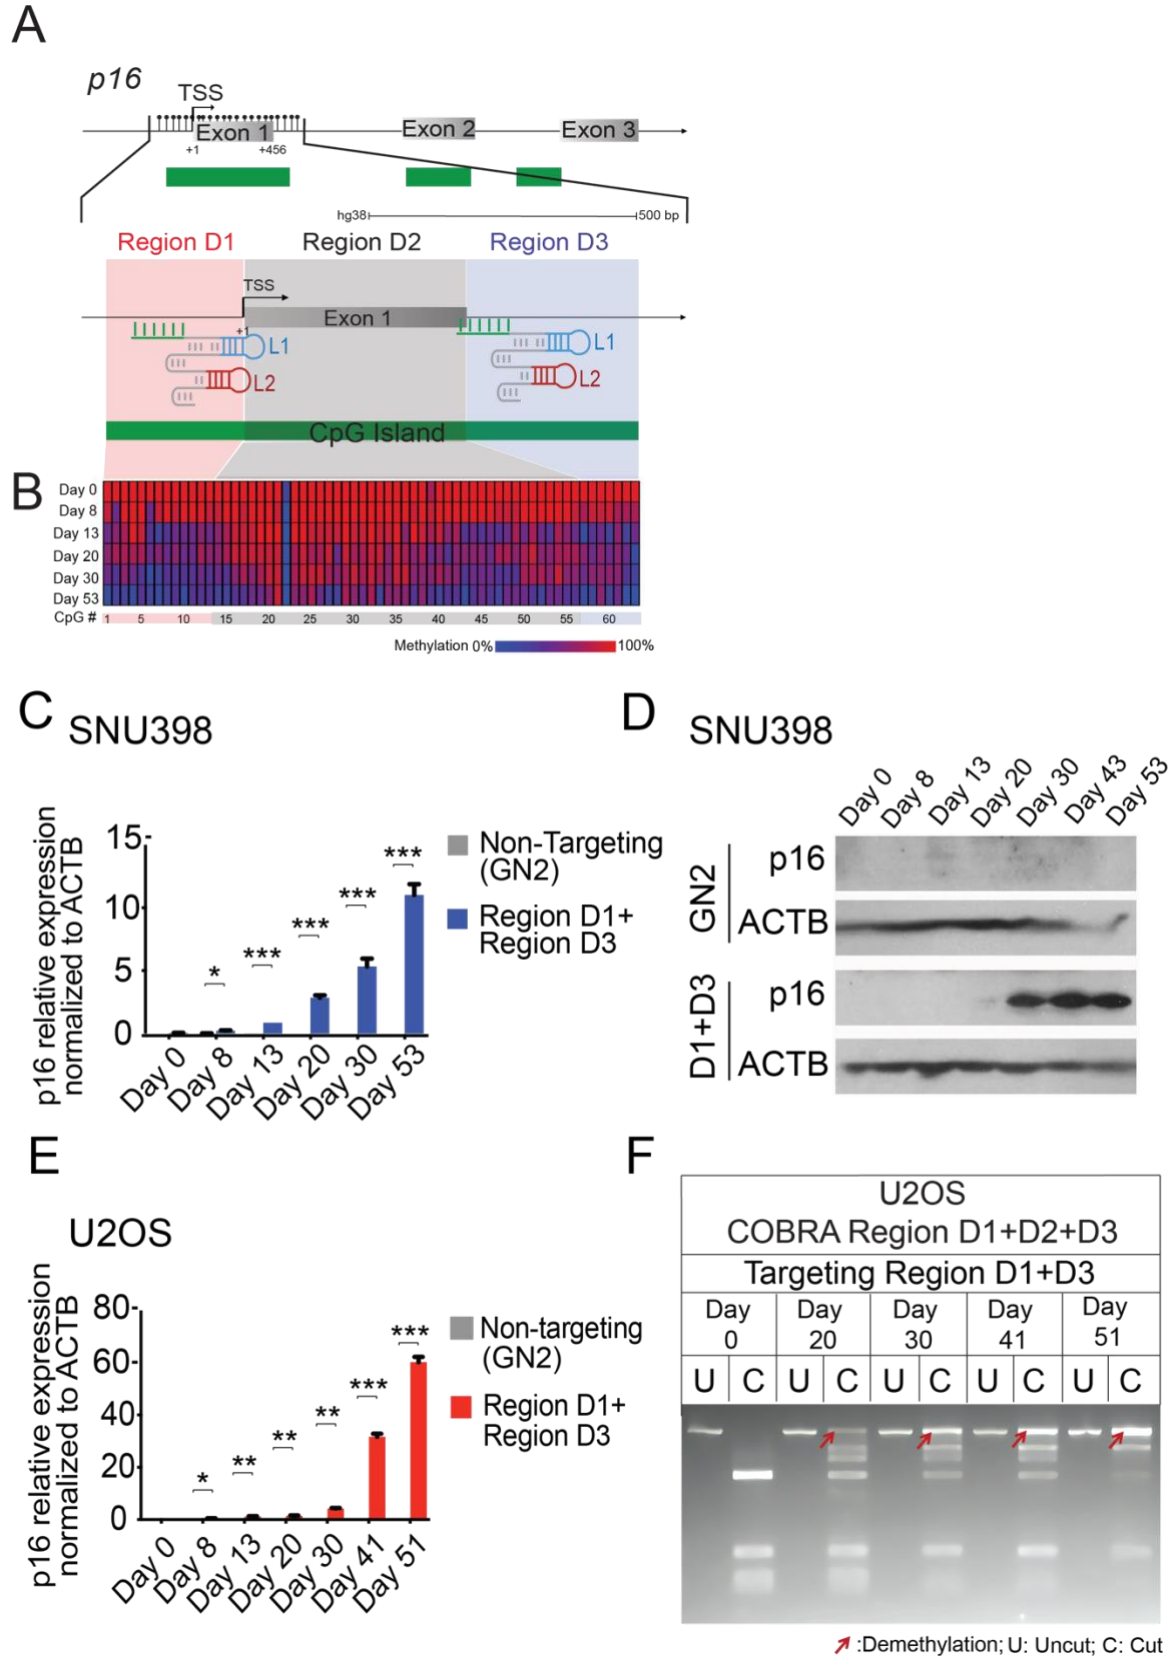 A
p16
TSS
Exon 1
Exon 2
Exon 3
+1
+456
hg38
500 bp
Region D1
Region D2
Region D3
TSS
Exon 1
+1
L1
L2
L1
L2
CpG Island
B
Day 0
Day 8
Day 13
Day 20
Day 30
Day 53
CpG # 1 5 10 15 20 25 30 35 40 45 50 55 60
Methylation 0% 100%
C
SNU398
p16 relative expression
normalized to ACTB
15
10
5
0
*
***
***
***
***
Day 0
Day 8
Day 13
Day 20
Day 30
Day 53
Non-Targeting
(GN2)
Region D1+
Region D3
D
SNU398
Day 0
Day 8
Day 13
Day 20
Day 30
Day 43
Day 53
GN2
p16
ACTB
D1+D3
p16
ACTB
E
U2OS
p16 relative expression
normalized to ACTB
80
60
40
20
0
*
**
**
**
***
***
Day 0
Day 8
Day 13
Day 20
Day 30
Day 41
Day 51
Non-targeting
(GN2)
Region D1+
Region D3
F
U2OS
COBRA Region D1+D2+D3
Targeting Region D1+D3
Day 0
Day 20
Day 30
Day 41
Day 51
U C U C U C U C U C
:Demethylation; U: Uncut; C: Cut